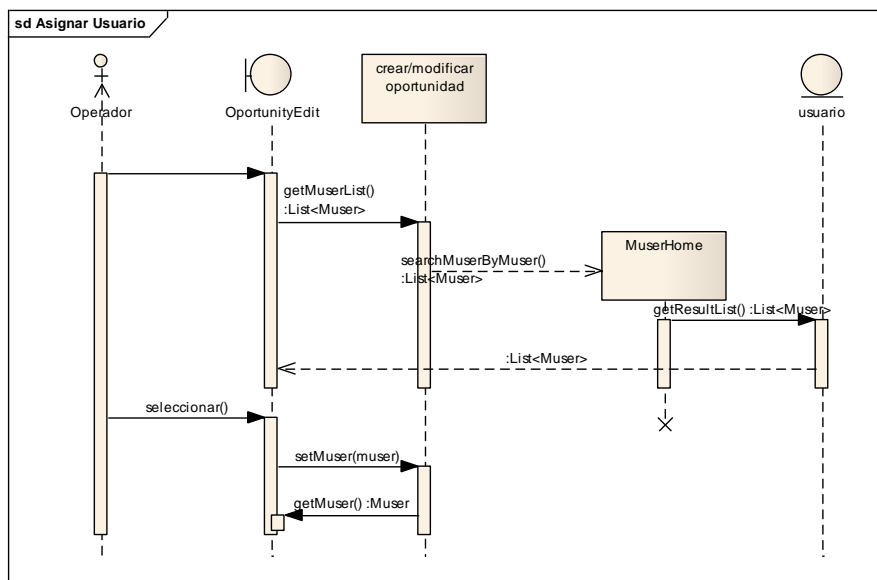 sd Asignar Usuario
Operador
OportunityEdit
crear/modificar
oportunidad
usuario
getMuserList()
:List<Muser>
searchMuserByMuser()
:List<Muser>
MuserHome
getResultList() :List<Muser>
:List<Muser>
seleccionar()
setMuser(muser)
getMuser() :Muser